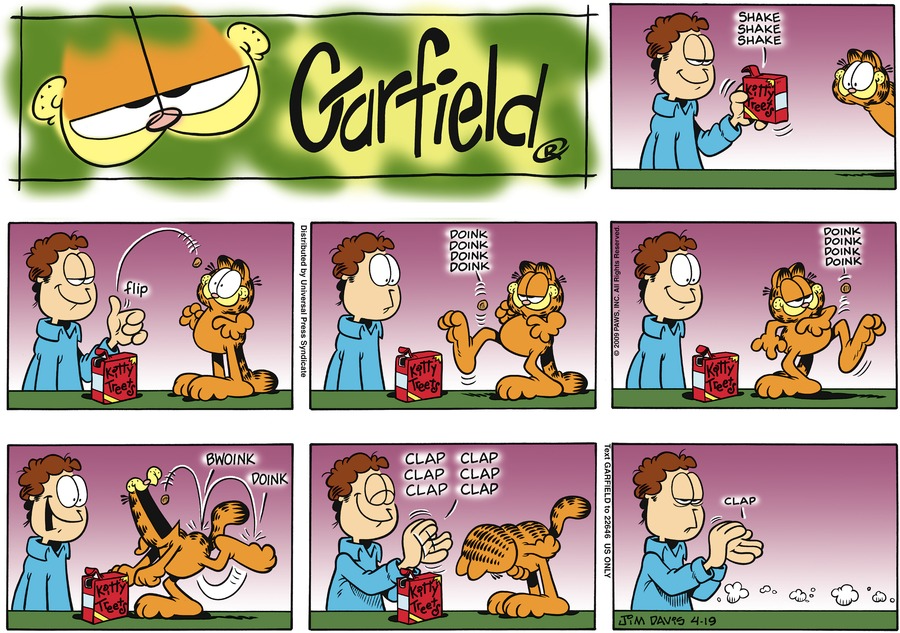 Garfield®
SHAKE
SHAKE
SHAKE
Kitty
Treets
flip
Kitty
Treets
Distributed by Universal Press Syndicate
DOINK
DOINK
DOINK
DOINK
Kitty
Treets
© 2009 PAWS, INC. All Rights Reserved.
DOINK
DOINK
DOINK
DOINK
Kitty
Treets
BWOINK
DOINK
Kitty
Treets
CLAP CLAP
CLAP CLAP
CLAP CLAP
Kitty
Treets
Text GARFIELD to 22646 US ONLY
CLAP
JIM DAVIS 4-19